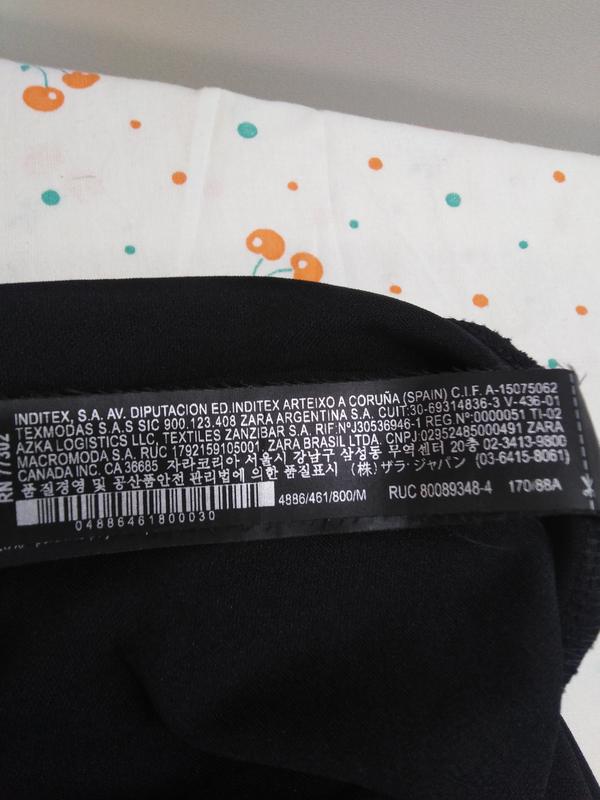 INDITEX, S.A. AV. DIPUTACION ED.INDITEX ARTEIXO A CORUÑA (SPAIN) C.I.F. A-15075062
TEXMODAS S.A.S SIC 900.123.408 ZARA ARGENTINA S.A. CUIT:30-69314836-3 V-436-01
AZKA LOGISTICS LLC, TEXTILES ZANZIBAR S.A. RIF:NºJ30536946-1 REG Nº0000051 TI-02
MACROMODA S.A. RUC 1792159105001 ZARA BRASIL LTDA. CNPJ:02952485000491 ZARA
CANADA INC. CA 36685 자라코리아 서울시 강남구 삼성동 무역센터 20층 02-3413-9800
품질경영 및 공산품안전 관리법에 의한 품질표시 (株)ザラ・ジャパン (03-6415-8061)
4886/461/800/M RUC 80089348-4 170/88A
04886461800030
RN 77302